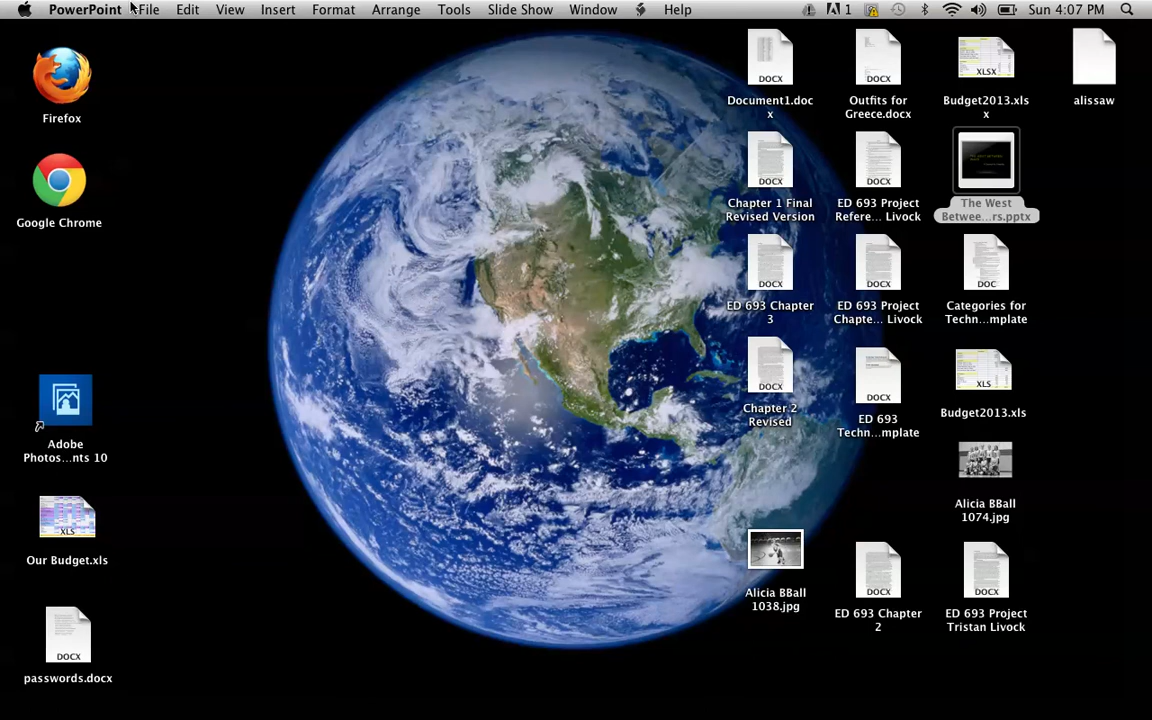 PowerPoint File Edit View Insert Format Arrange Tools Slide Show Window Help 1 Sun 4:07 PM
Firefox
Google Chrome
Adobe
Photos...nts 10
XLS
Our Budget.xls
DOCX
passwords.docx
DOCX
Document1.doc
x
DOCX
Chapter 1 Final
Revised Version
DOCX
ED 693 Chapter
3
DOCX
Chapter 2
Revised
Alicia BBall
1038.jpg
DOCX
Outfits for
Greece.docx
DOCX
ED 693 Project
Refere... Livock
DOCX
ED 693 Project
Chapte... Livock
DOCX
ED 693
Techn...mplate
DOCX
ED 693 Chapter
2
XLSX
Budget2013.xls
x
The West
Betwee...rs.pptx
DOC
Categories for
Techn...mplate
XLS
Budget2013.xls
Alicia BBall
1074.jpg
DOCX
ED 693 Project
Tristan Livock
alissaw